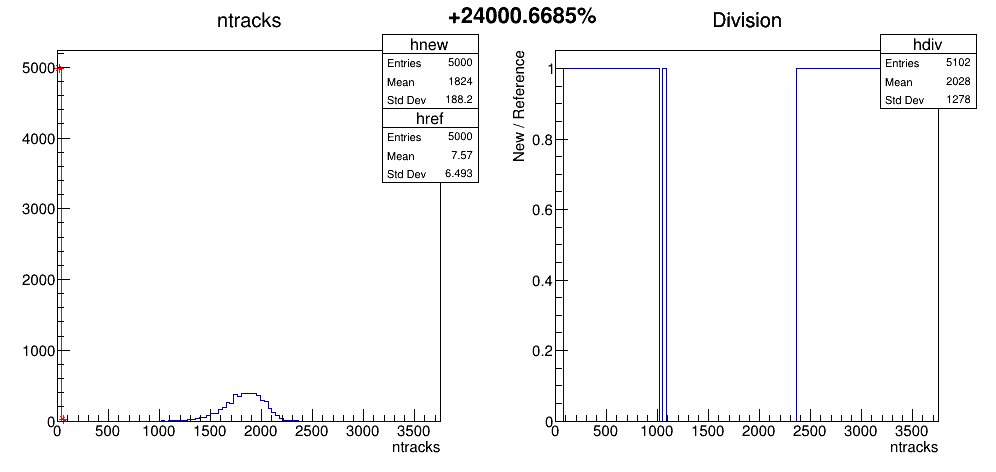 +24000.6685%
ntracks
hnew
Entries 5000
Mean 1824
Std Dev 188.2
href
Entries 5000
Mean 7.57
Std Dev 6.493
5000
4000
3000
2000
1000
0
0 500 1000 1500 2000 2500 3000 3500
ntracks
Division
hdiv
Entries 5102
Mean 2028
Std Dev 1278
New / Reference
1
0.8
0.6
0.4
0.2
0
0 500 1000 1500 2000 2500 3000 3500
ntracks